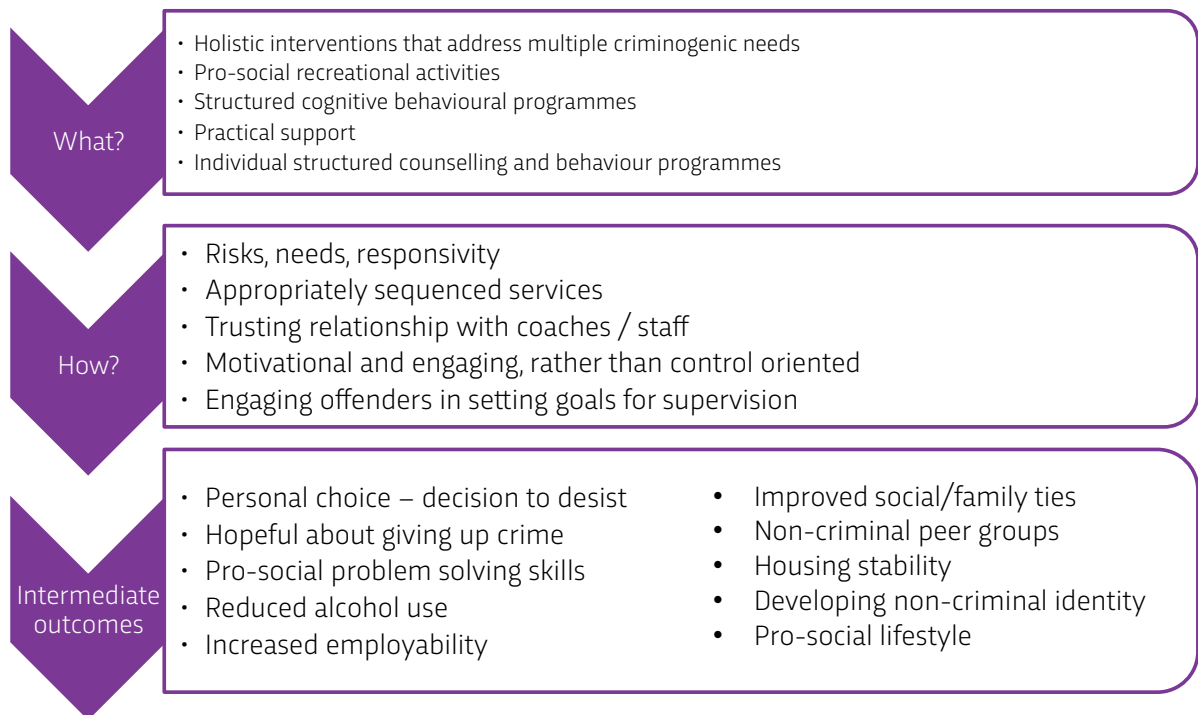 What?
• Holistic interventions that address multiple criminogenic needs
• Pro-social recreational activities
• Structured cognitive behavioural programmes
• Practical support
• Individual structured counselling and behaviour programmes
How?
• Risks, needs, responsivity
• Appropriately sequenced services
• Trusting relationship with coaches / staff
• Motivational and engaging, rather than control oriented
• Engaging offenders in setting goals for supervision
Intermediate
outcomes
• Personal choice – decision to desist
• Hopeful about giving up crime
• Pro-social problem solving skills
• Reduced alcohol use
• Increased employability
• Improved social/family ties
• Non-criminal peer groups
• Housing stability
• Developing non-criminal identity
• Pro-social lifestyle